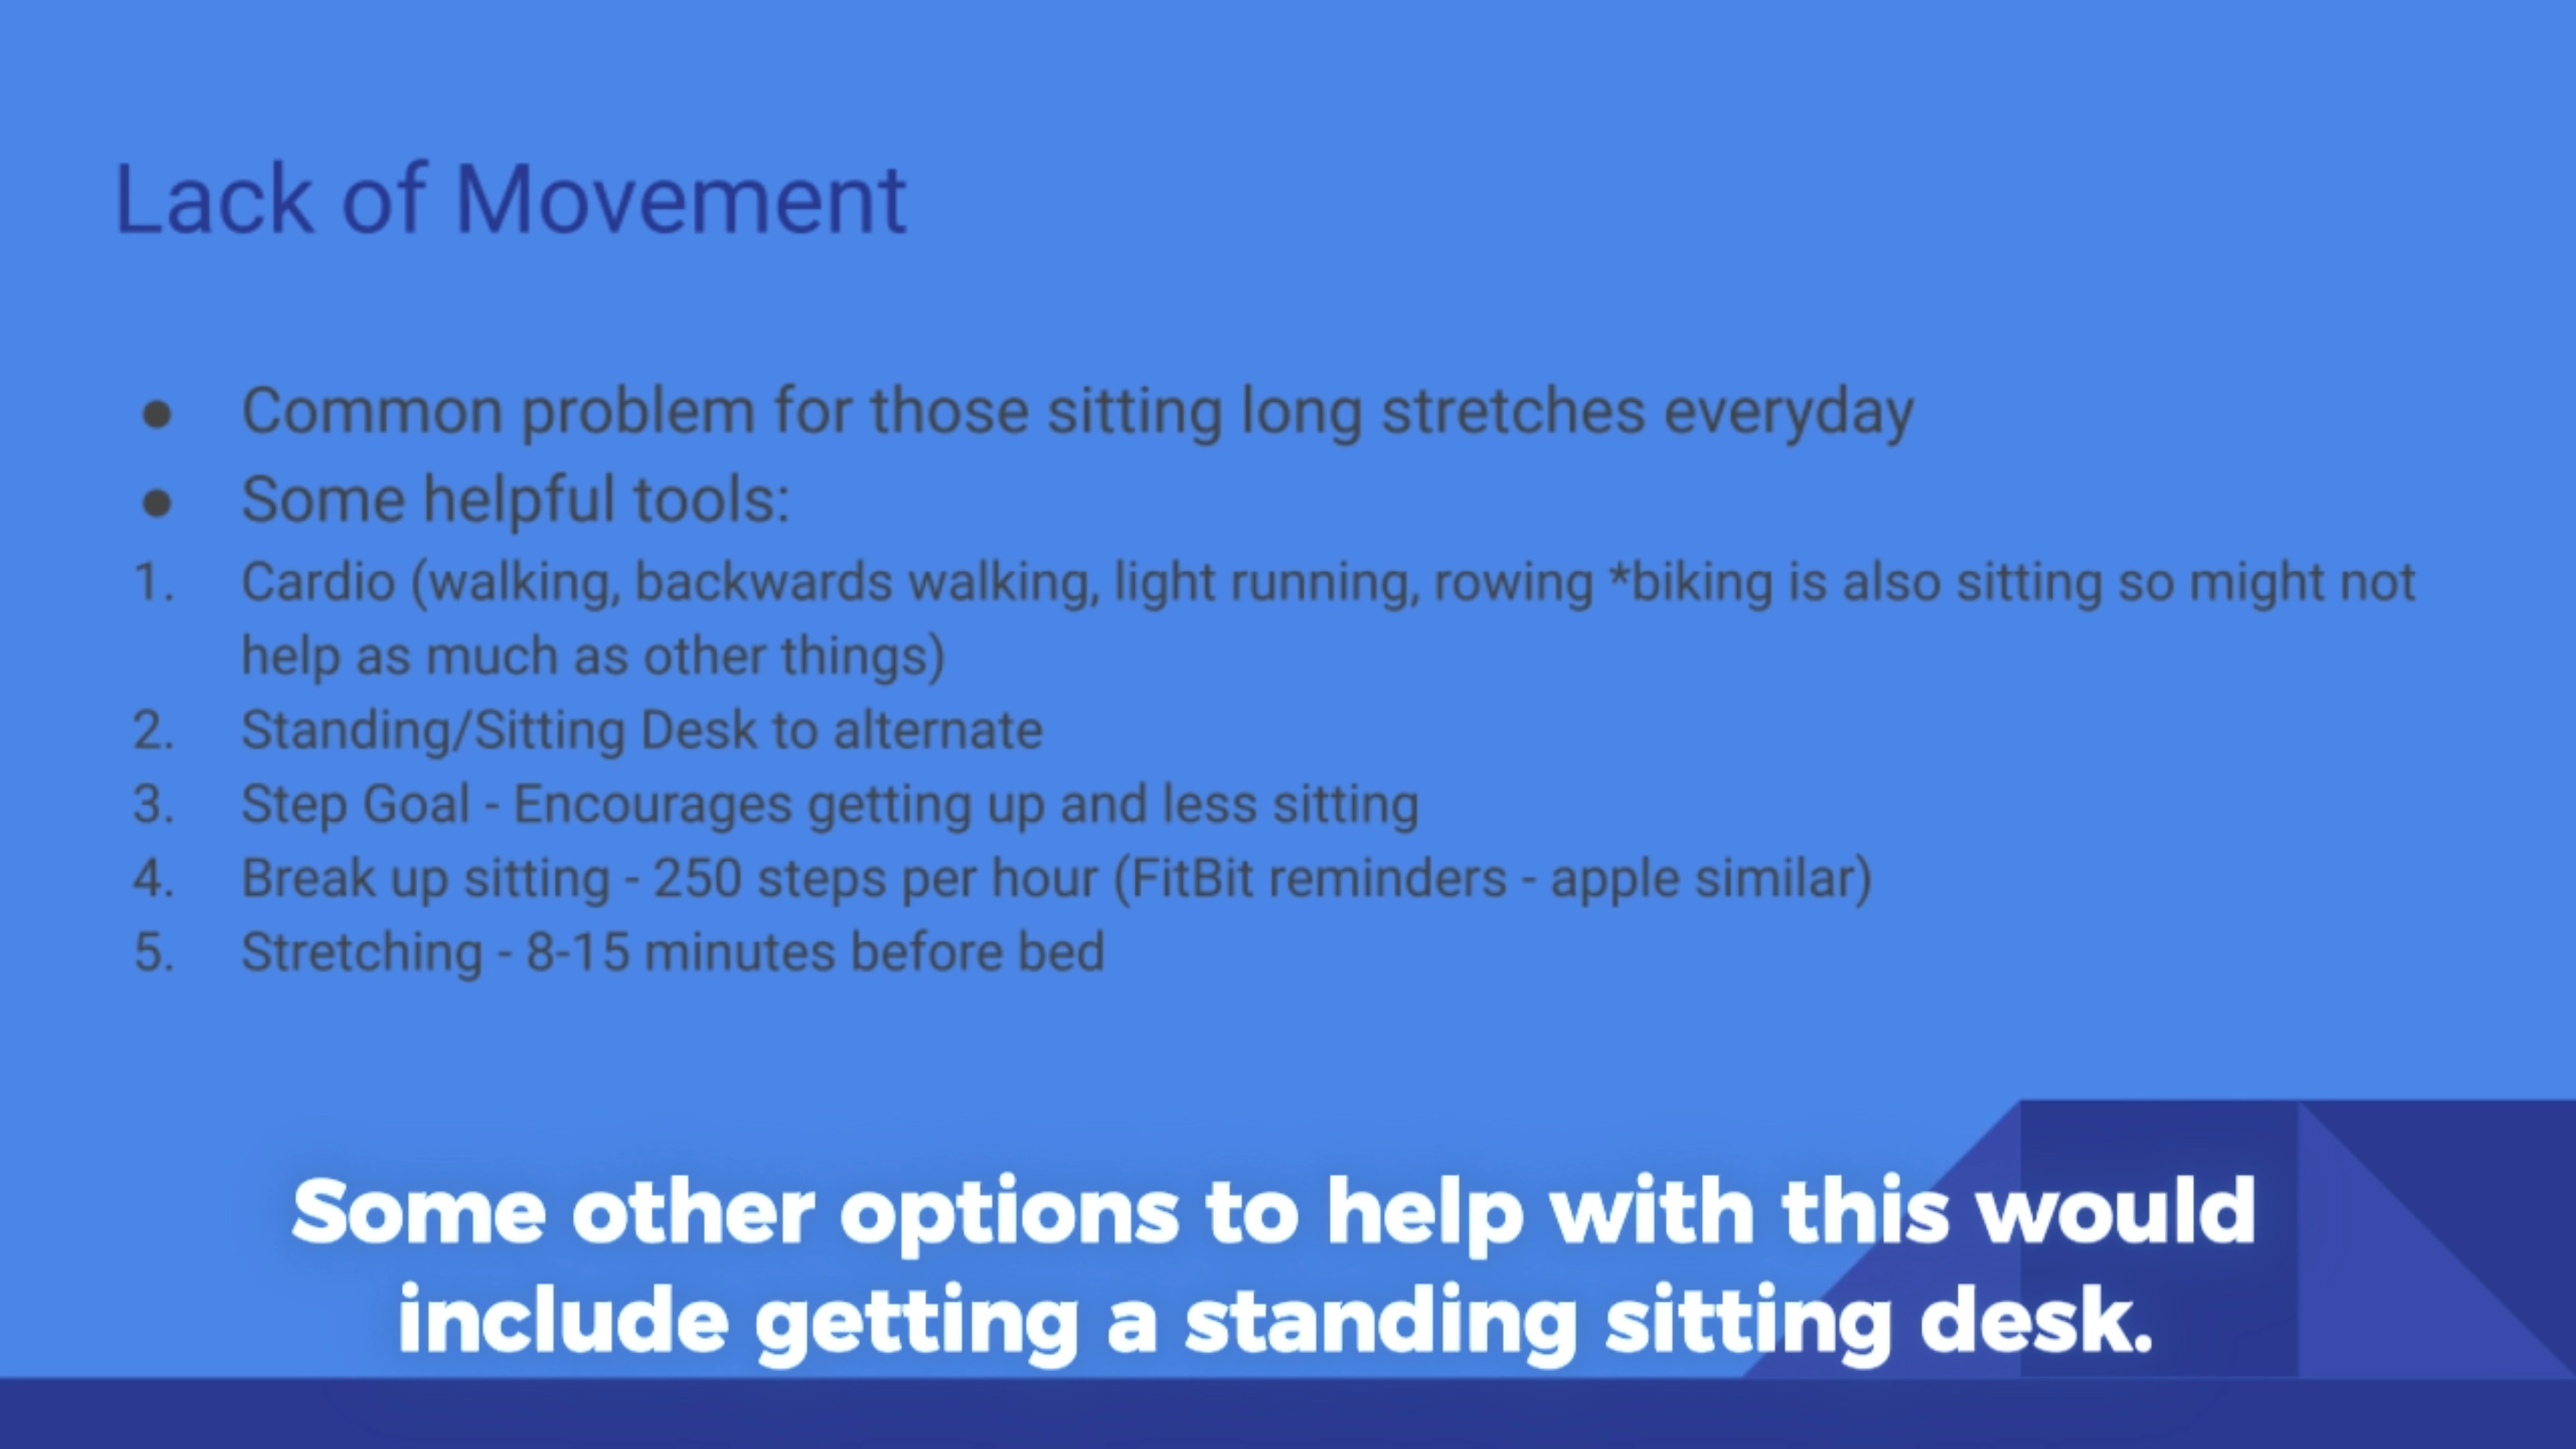 Lack of Movement
● Common problem for those sitting long stretches everyday
● Some helpful tools:
1. Cardio (walking, backwards walking, light running, rowing *biking is also sitting so might not
help as much as other things)
2. Standing/Sitting Desk to alternate
3. Step Goal - Encourages getting up and less sitting
4. Break up sitting - 250 steps per hour (FitBit reminders - apple similar)
5. Stretching - 8-15 minutes before bed
Some other options to help with this would
include getting a standing sitting desk.